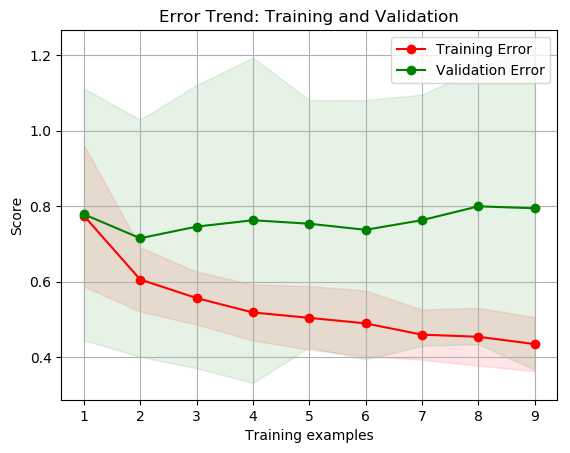 Error Trend: Training and Validation
Training Error
Validation Error
1.2
1.0
0.8
0.6
0.4
Score
1 2 3 4 5 6 7 8 9
Training examples